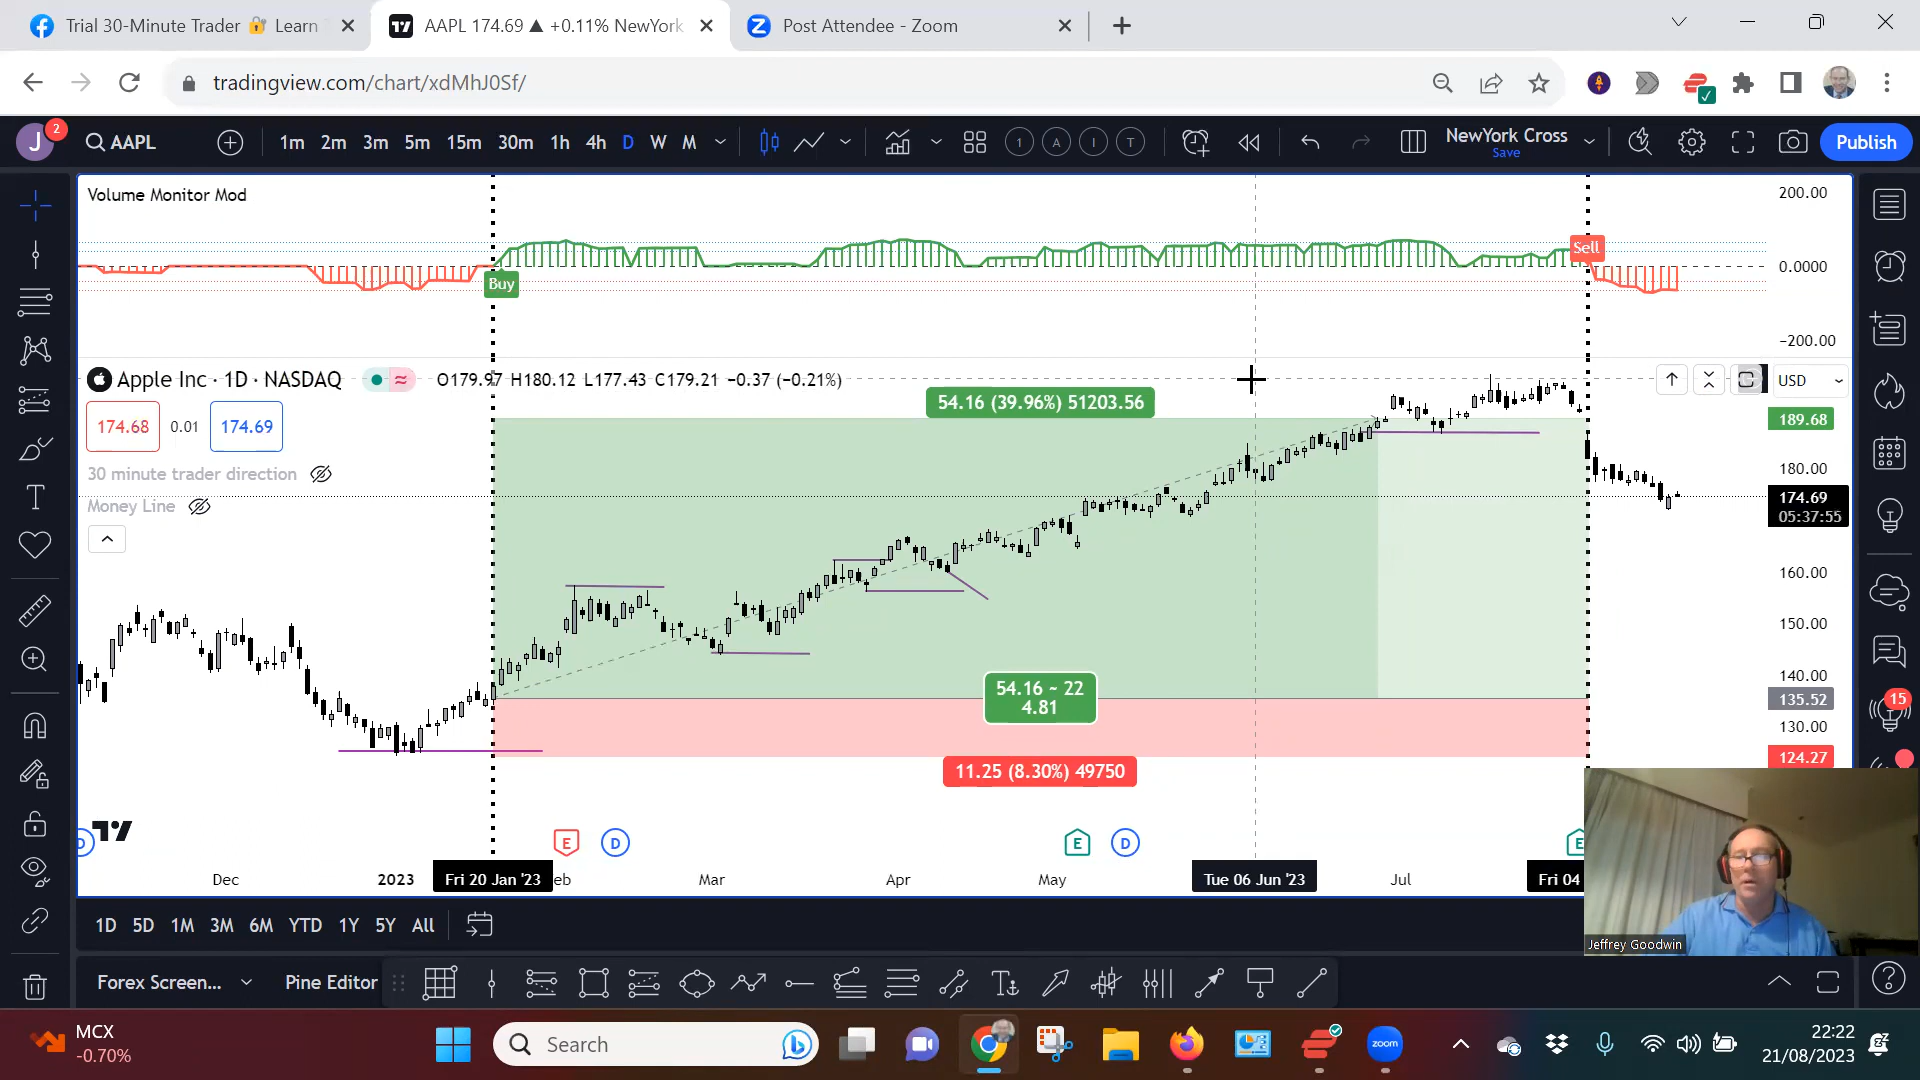 Trial 30-Minute Trader 🔒 Learn
AAPL 174.69 ▲ +0.11% NewYork
Post Attendee - Zoom
tradingview.com/chart/xdMhJ0Sf/
J
2
AAPL
1m 2m 3m 5m 15m 30m 1h 4h D W M
1 A I T
NewYork Cross
Save
Publish
Volume Monitor Mod
200.00
0.0000
−200.00
Buy
Sell
Apple Inc · 1D · NASDAQ
O179.97 H180.12 L177.43 C179.21 −0.37 (−0.21%)
USD
174.68
0.01
174.69
30 minute trader direction
Money Line
54.16 (39.96%) 51203.56
54.16 ~ 22
4.81
11.25 (8.30%) 49750
189.68
180.00
174.69
05:37:55
160.00
150.00
140.00
135.52
130.00
124.27
15
D
E
D
E
D
E
Dec
2023
Fri 20 Jan '23
eb
Mar
Apr
May
Tue 06 Jun '23
Jul
Fri 04
Jeffrey Goodwin
1D 5D 1M 3M 6M YTD 1Y 5Y All
Forex Screen...
Pine Editor
MCX
-0.70%
Search
zoom
22:22
21/08/2023